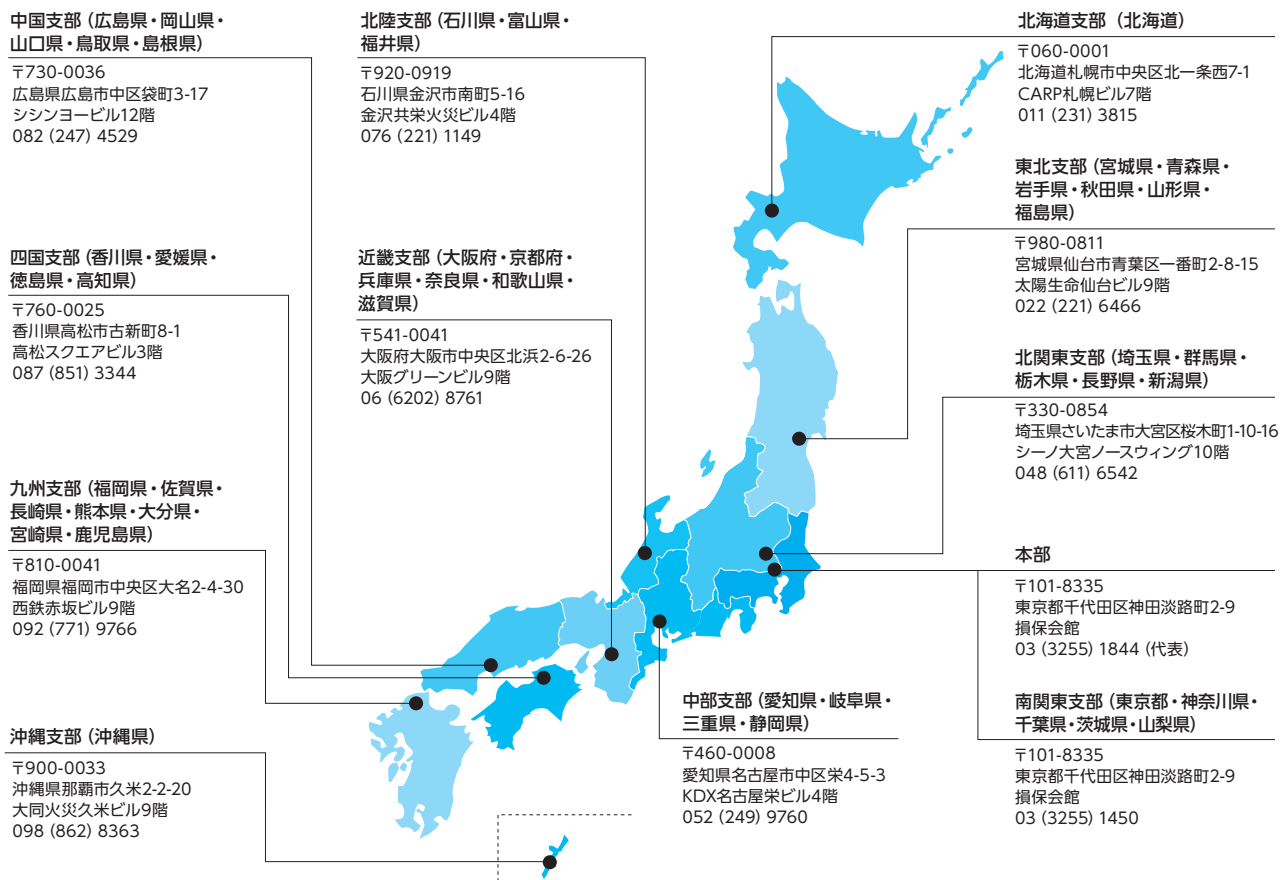 中国支部（広島県・岡山県・
山口県・鳥取県・島根県）
〒730-0036
広島県広島市中区袋町3-17
シシンヨービル12階
082 (247) 4529
四国支部（香川県・愛媛県・
徳島県・高知県）
〒760-0025
香川県高松市古新町8-1
高松スクエアビル3階
087 (851) 3344
九州支部（福岡県・佐賀県・
長崎県・熊本県・大分県・
宮崎県・鹿児島県）
〒810-0041
福岡県福岡市中央区大名2-4-30
西鉄赤坂ビル9階
092 (771) 9766
沖縄支部（沖縄県）
〒900-0033
沖縄県那覇市久米2-2-20
大同火災久米ビル9階
098 (862) 8363
北陸支部（石川県・富山県・
福井県）
〒920-0919
石川県金沢市南町5-16
金沢共栄火災ビル4階
076 (221) 1149
近畿支部（大阪府・京都府・
兵庫県・奈良県・和歌山県・
滋賀県）
〒541-0041
大阪府大阪市中央区北浜2-6-26
大阪グリーンビル9階
06 (6202) 8761
中部支部（愛知県・岐阜県・
三重県・静岡県）
〒460-0008
愛知県名古屋市中区栄4-5-3
KDX名古屋栄ビル4階
052 (249) 9760
北海道支部（北海道）
〒060-0001
北海道札幌市中央区北一条西7-1
CARP札幌ビル7階
011 (231) 3815
東北支部（宮城県・青森県・
岩手県・秋田県・山形県・
福島県）
〒980-0811
宮城県仙台市青葉区一番町2-8-15
太陽生命仙台ビル9階
022 (221) 6466
北関東支部（埼玉県・群馬県・
栃木県・長野県・新潟県）
〒330-0854
埼玉県さいたま市大宮区桜木町1-10-16
シーノ大宮ノースウィング10階
048 (611) 6542
本部
〒101-8335
東京都千代田区神田淡路町2-9
損保会館
03 (3255) 1844 (代表)
南関東支部（東京都・神奈川県・
千葉県・茨城県・山梨県）
〒101-8335
東京都千代田区神田淡路町2-9
損保会館
03 (3255) 1450